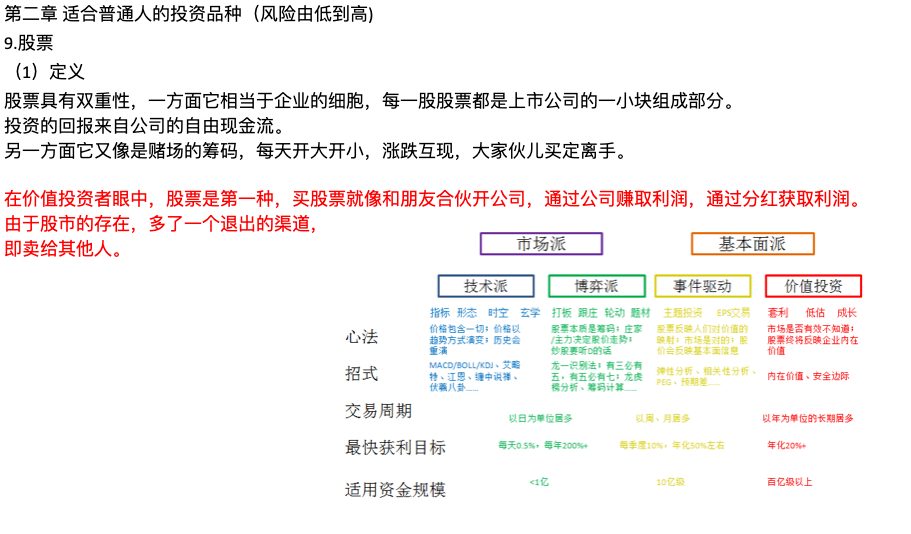 第二章 适合普通人的投资品种（风险由低到高)
9.股票
（1）定义
股票具有双重性，一方面它相当于企业的细胞，每一股股票都是上市公司的一小块组成部分。
投资的回报来自公司的自由现金流。
另一方面它又像是赌场的筹码，每天开大开小，涨跌互现，大家伙儿买定离手。
在价值投资者眼中，股票是第一种，买股票就像和朋友合伙开公司，通过公司赚取利润，通过分红获取利润。
由于股市的存在，多了一个退出的渠道，
即卖给其他人。
市场派 基本面派
技术派 博弈派 事件驱动 价值投资
指标 形态 时空 玄学 打板 跟庄 轮动 题材 主题投资 EPS交易 套利 低估 成长
心法
价格包含一切；价格以
趋势方式演变；历史会
重演
股票本质是筹码；庄家
/主力决定股价走势；
炒股要听D的话
股票反映人们对价值的
映射；市场是对的；股
价会反映基本面信息
市场是否有效不知道；
股票终将反映企业内在
价值
招式
MACD/BOLL/KDJ、艾略
特、江恩、缠中说禅、
伏羲八卦……
龙一识别法；有三必有
五、有五必有七；龙虎
榜分析、筹码计算……
弹性分析、相关性分析、
PEG、预期差……
内在价值、安全边际
交易周期
以日为单位居多 以周、月居多 以年为单位的长期居多
最快获利目标
每天0.5%+，每年200%+ 每季度10%+，年化50%左右 年化20%+
适用资金规模
<1亿 10亿级 百亿级以上